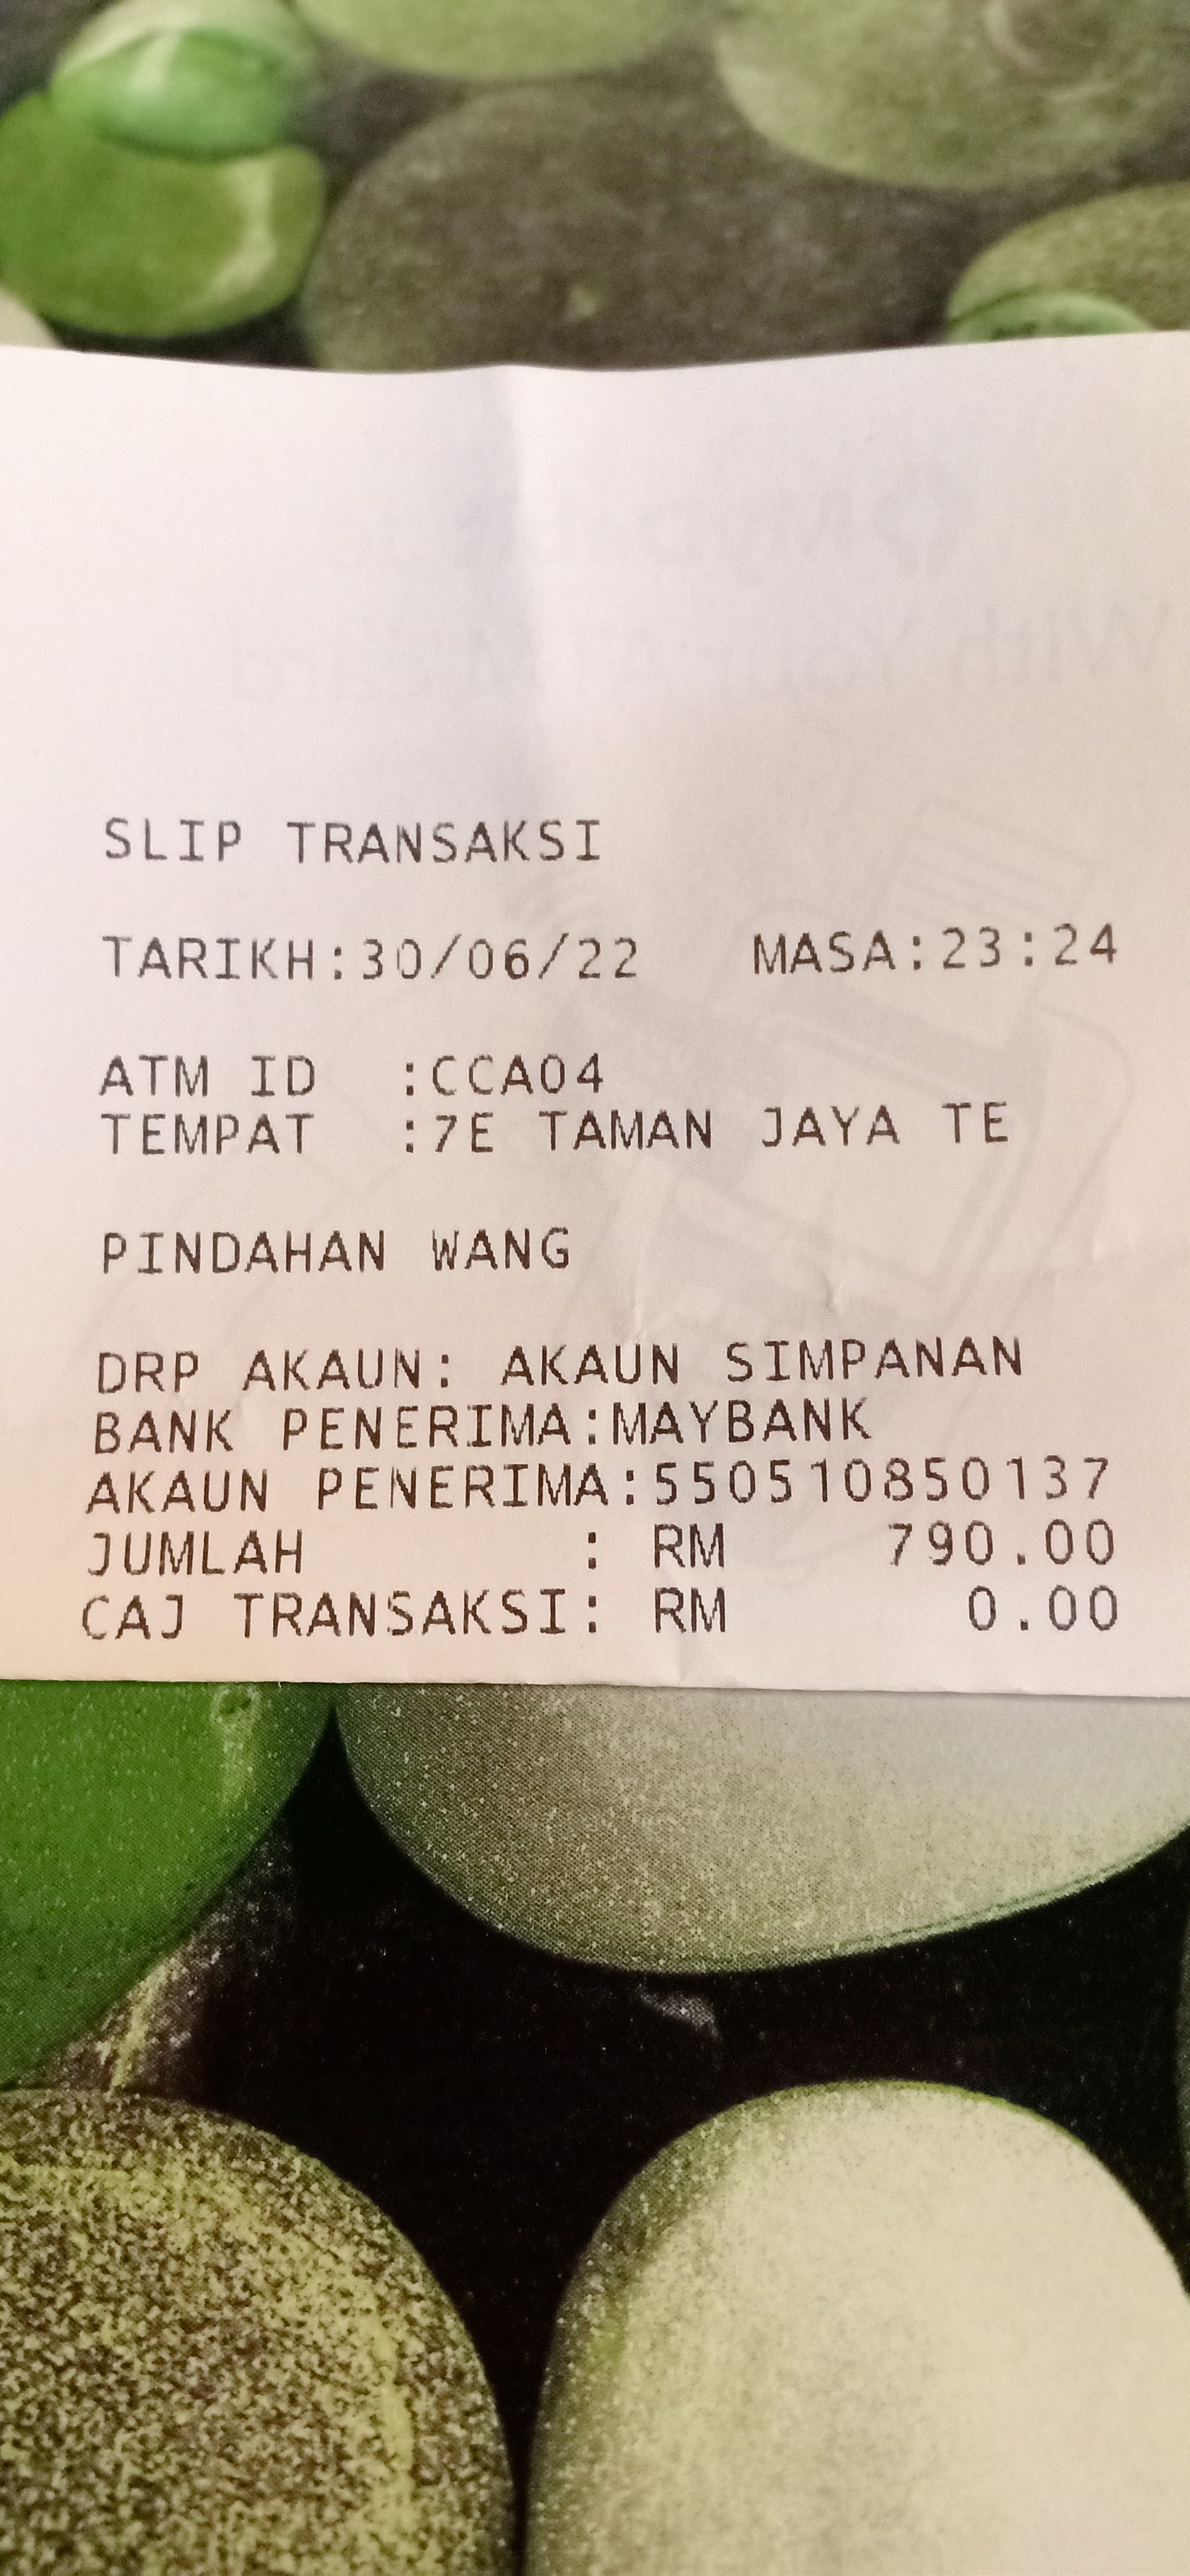 SLIP TRANSAKSI
TARIKH:30/06/22 MASA:23:24
ATM ID :CCA04
TEMPAT :7E TAMAN JAYA TE
PINDAHAN WANG
DRP AKAUN: AKAUN SIMPANAN
BANK PENERIMA:MAYBANK
AKAUN PENERIMA:550510850137
JUMLAH : RM 790.00
CAJ TRANSAKSI: RM 0.00